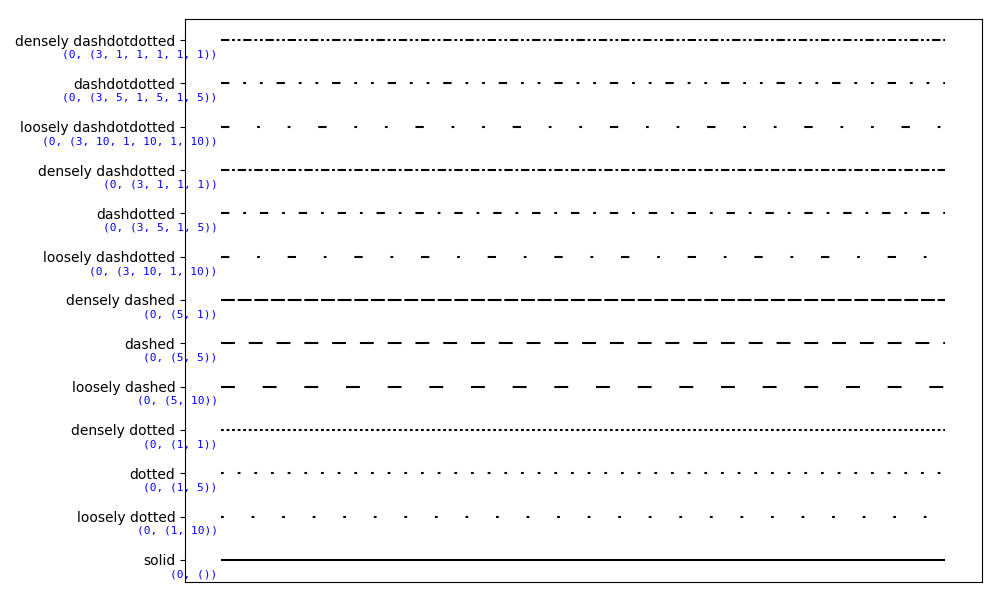 densely dashdotdotted
(0, (3, 1, 1, 1, 1, 1))
dashdotdotted
(0, (3, 5, 1, 5, 1, 5))
loosely dashdotdotted
(0, (3, 10, 1, 10, 1, 10))
densely dashdotted
(0, (3, 1, 1, 1))
dashdotted
(0, (3, 5, 1, 5))
loosely dashdotted
(0, (3, 10, 1, 10))
densely dashed
(0, (5, 1))
dashed
(0, (5, 5))
loosely dashed
(0, (5, 10))
densely dotted
(0, (1, 1))
dotted
(0, (1, 5))
loosely dotted
(0, (1, 10))
solid
(0, ())